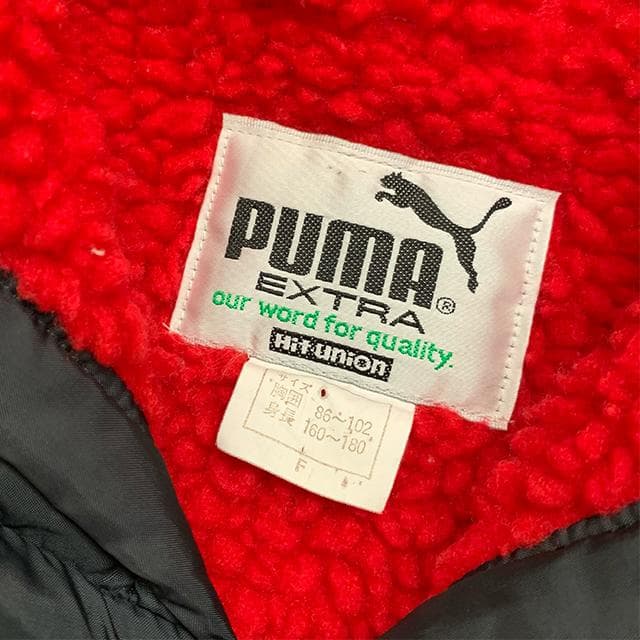 PUMA®
EXTRA
our word for quality.
Hit union
サイズ
胸囲 86~102
身長 160~180
F